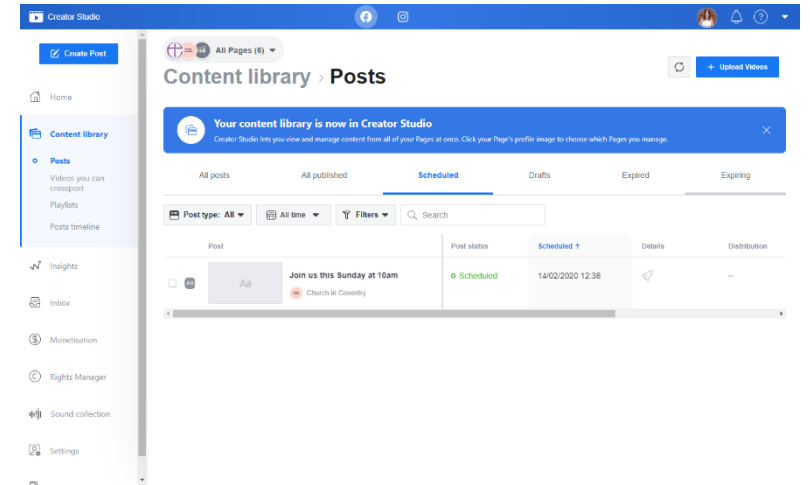 Creator Studio
Create Post
All Pages (6)
Content library › Posts
+ Upload Videos
Home
Your content library is now in Creator Studio
Creator Studio lets you view and manage content from all of your Pages at once. Click your Page's profile image to choose which Pages you manage.
Content library
Posts
Videos you can
crosspost
Playlists
Posts timeline
All posts
All published
Scheduled
Drafts
Expired
Expiring
Post type: All
All time
Filters
Search
Post
Post status
Scheduled ↑
Details
Distribution
Aa
Join us this Sunday at 10am
Church in Coventry
Scheduled
14/02/2020 12:38
–
Insights
Inbox
Monetisation
Rights Manager
Sound collection
Settings